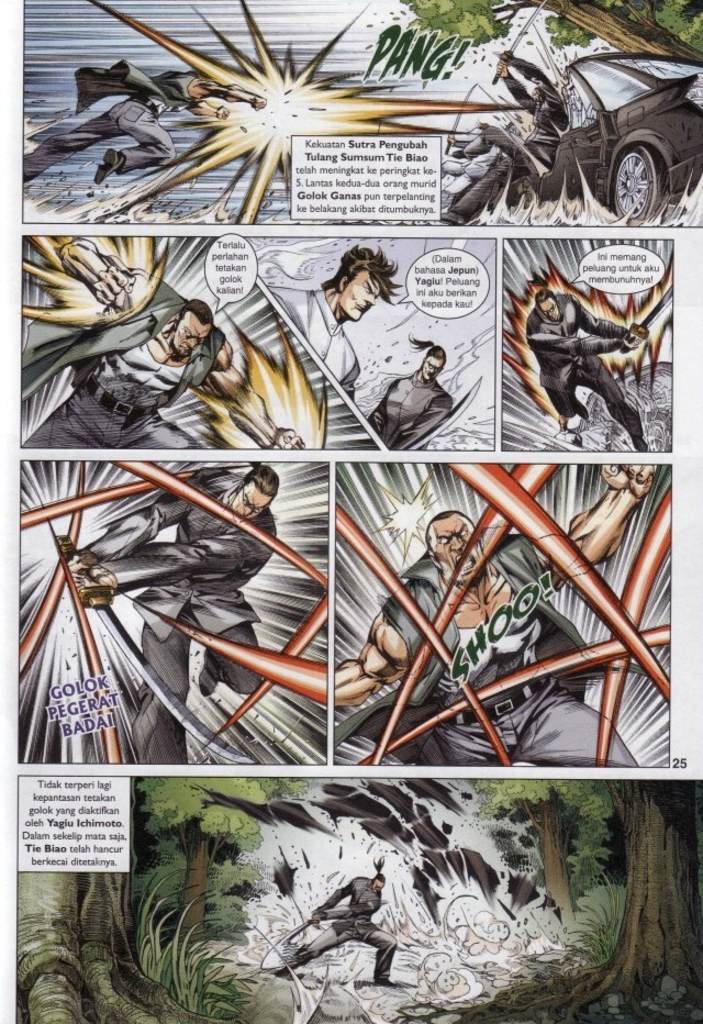 PANG!
Kekuatan Sutra Pengubah
Tulang Sumsum Tie Biao
telah meningkat ke peringkat ke-
5. Lantas kedua-dua orang murid
Golok Ganas pun terpelanting
ke belakang akibat ditumbuknya.
Terlalu
perlahan
tetakan
golok
kalian!
(Dalam
bahasa Jepun)
Yagiu! Peluang
ini aku berikan
kepada kau!
Ini memang
peluang untuk aku
membunuhnya!
GOLOK
PEGERAT
BADAI
SHOO!
25
Tidak terperi lagi
kepantasan tetakan
golok yang diaktifkan
oleh Yagiu Ichimoto.
Dalam sekelip mata saja,
Tie Biao telah hancur
berkecai ditetaknya.